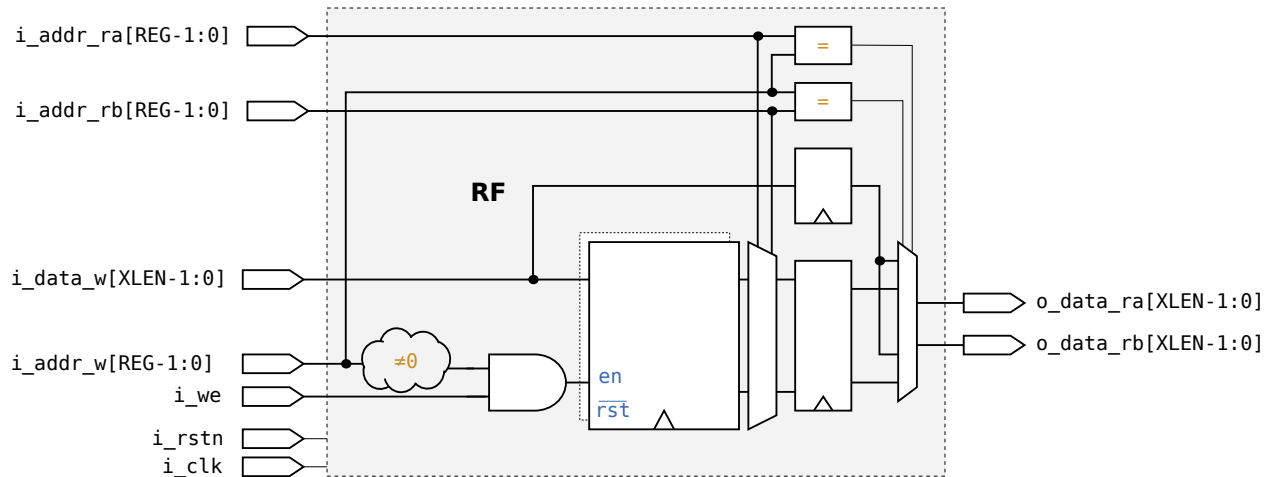 i_addr_ra[REG-1:0]
=
i_addr_rb[REG-1:0]
=
RF
i_data_w[XLEN-1:0]
o_data_ra[XLEN-1:0]
o_data_rb[XLEN-1:0]
i_addr_w[REG-1:0]
≠0
en
i_we
rst
i_rstn
i_clk